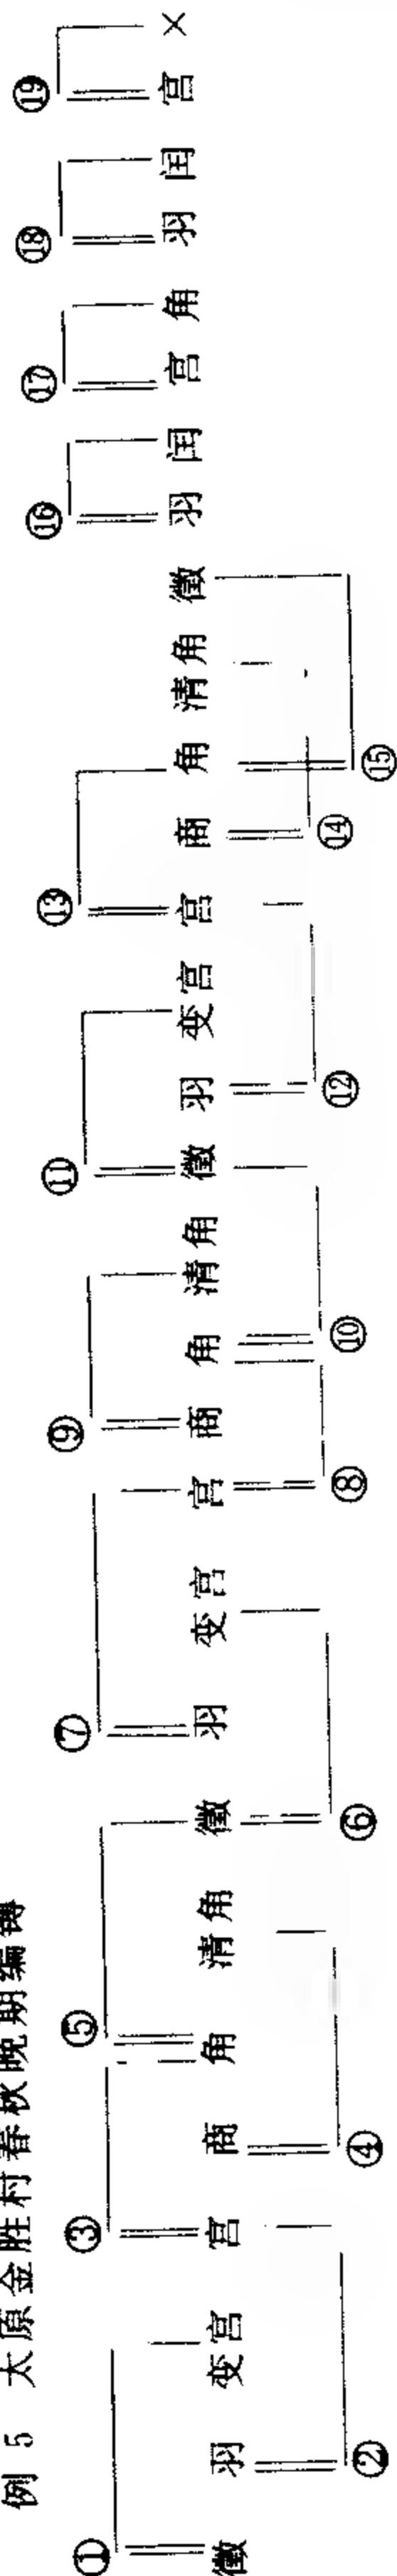 例 5 太原金胜村春秋晚期编镈
① ③ ⑤ ⑦ ⑨ ⑪ ⑬ ⑯ ⑰ ⑱ ⑲
徵 羽 变宫 宫 商 角 清角 徵 羽 变宫 宫 商 角 清角 徵 羽 变宫 宫 商 角 清角 徵 羽 闰 宫 角 羽 闰 宫 ×
② ④ ⑥ ⑧ ⑩ ⑫ ⑭ ⑮